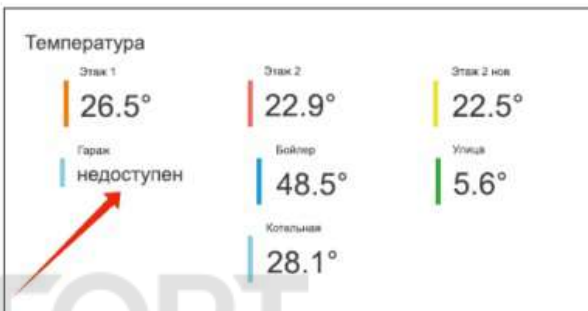 Температура
Этаж 1
Этаж 2
Этаж 2 нов
26.5°
22.9°
22.5°
Гараж
Бойлер
Улица
недоступен
48.5°
5.6°
Котельная
28.1°